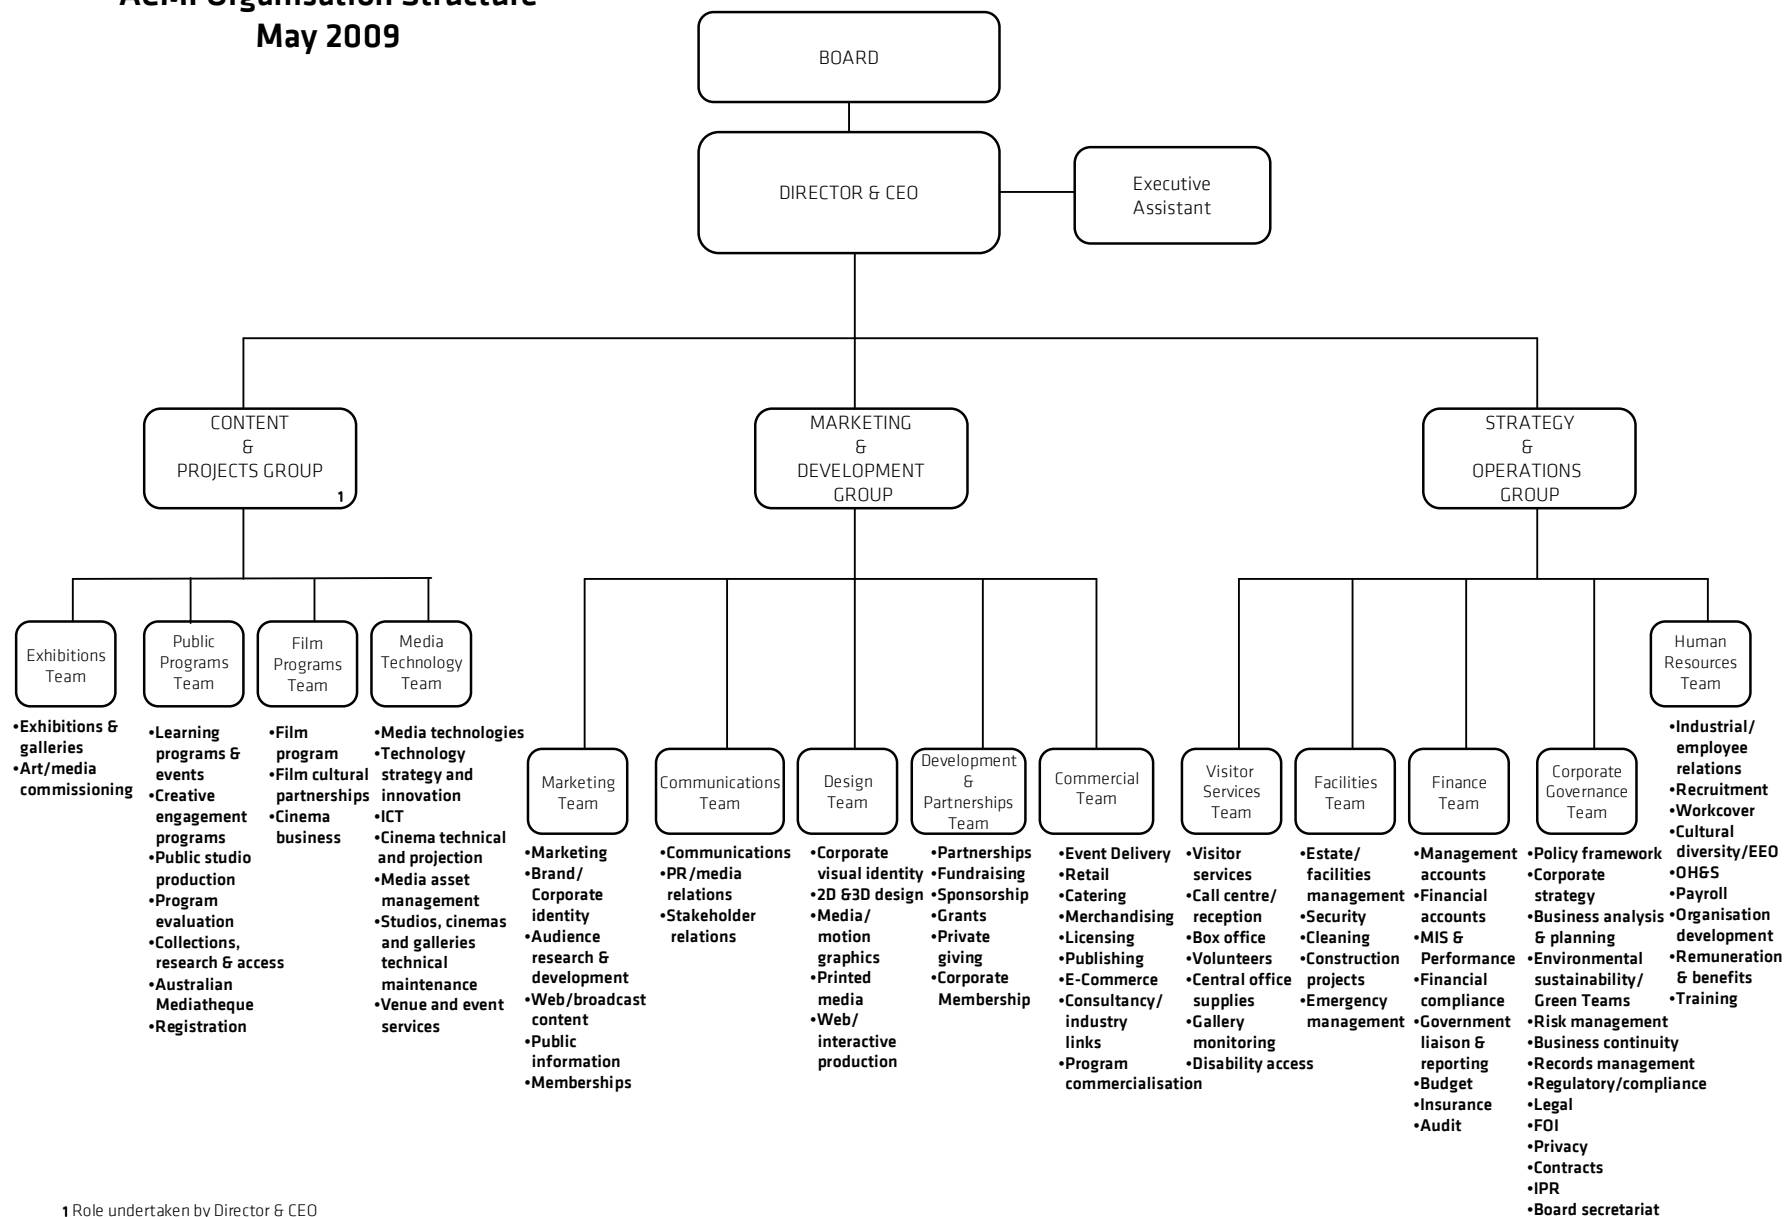 ACMI Organisation Structure
May 2009
BOARD
DIRECTOR & CEO
Executive
Assistant
CONTENT
&
PROJECTS GROUP
1
MARKETING
&
DEVELOPMENT
GROUP
STRATEGY
&
OPERATIONS
GROUP
Exhibitions
Team
•Exhibitions &
galleries
•Art/media
commissioning
Public
Programs
Team
•Learning
programs &
events
•Creative
engagement
programs
•Public studio
production
•Program
evaluation
•Collections,
research & access
•Australian
Mediatheque
•Registration
Film
Programs
Team
•Film
program
•Film cultural
partnerships
•Cinema
business
Media
Technology
Team
•Media technologies
•Technology
strategy and
innovation
•ICT
•Cinema technical
and projection
•Media asset
management
•Studios, cinemas
and galleries
technical
maintenance
•Venue and event
services
Marketing
Team
•Marketing
•Brand/
Corporate
identity
•Audience
research &
development
•Web/broadcast
content
•Public
information
•Memberships
Communications
Team
•Communications
•PR/media
relations
•Stakeholder
relations
Design
Team
•Corporate
visual identity
•2D &3D design
•Media/
motion
graphics
•Printed
media
•Web/
interactive
production
Development
&
Partnerships
Team
•Partnerships
•Fundraising
•Sponsorship
•Grants
•Private
giving
•Corporate
Membership
Commercial
Team
•Event Delivery
•Retail
•Catering
•Merchandising
•Licensing
•Publishing
•E-Commerce
•Consultancy/
industry
links
•Program
commercialisation
Visitor
Services
Team
•Visitor
services
•Call centre/
reception
•Box office
•Volunteers
•Central office
supplies
•Gallery
monitoring
•Disability access
Facilities
Team
•Estate/
facilities
management
•Security
•Cleaning
•Construction
projects
•Emergency
management
Finance
Team
•Management
accounts
•Financial
accounts
•MIS &
Performance
•Financial
compliance
•Government
liaison &
reporting
•Budget
•Insurance
•Audit
Corporate
Governance
Team
•Policy framework
•Corporate
strategy
•Business analysis
& planning
•Environmental
sustainability/
Green Teams
•Risk management
•Business continuity
•Records management
•Regulatory/compliance
•Legal
•FOI
•Privacy
•Contracts
•IPR
•Board secretariat
Human
Resources
Team
•Industrial/
employee
relations
•Recruitment
•Workcover
•Cultural
diversity/EEO
•OH&S
•Payroll
•Organisation
development
•Remuneration
& benefits
•Training
1 Role undertaken by Director & CEO